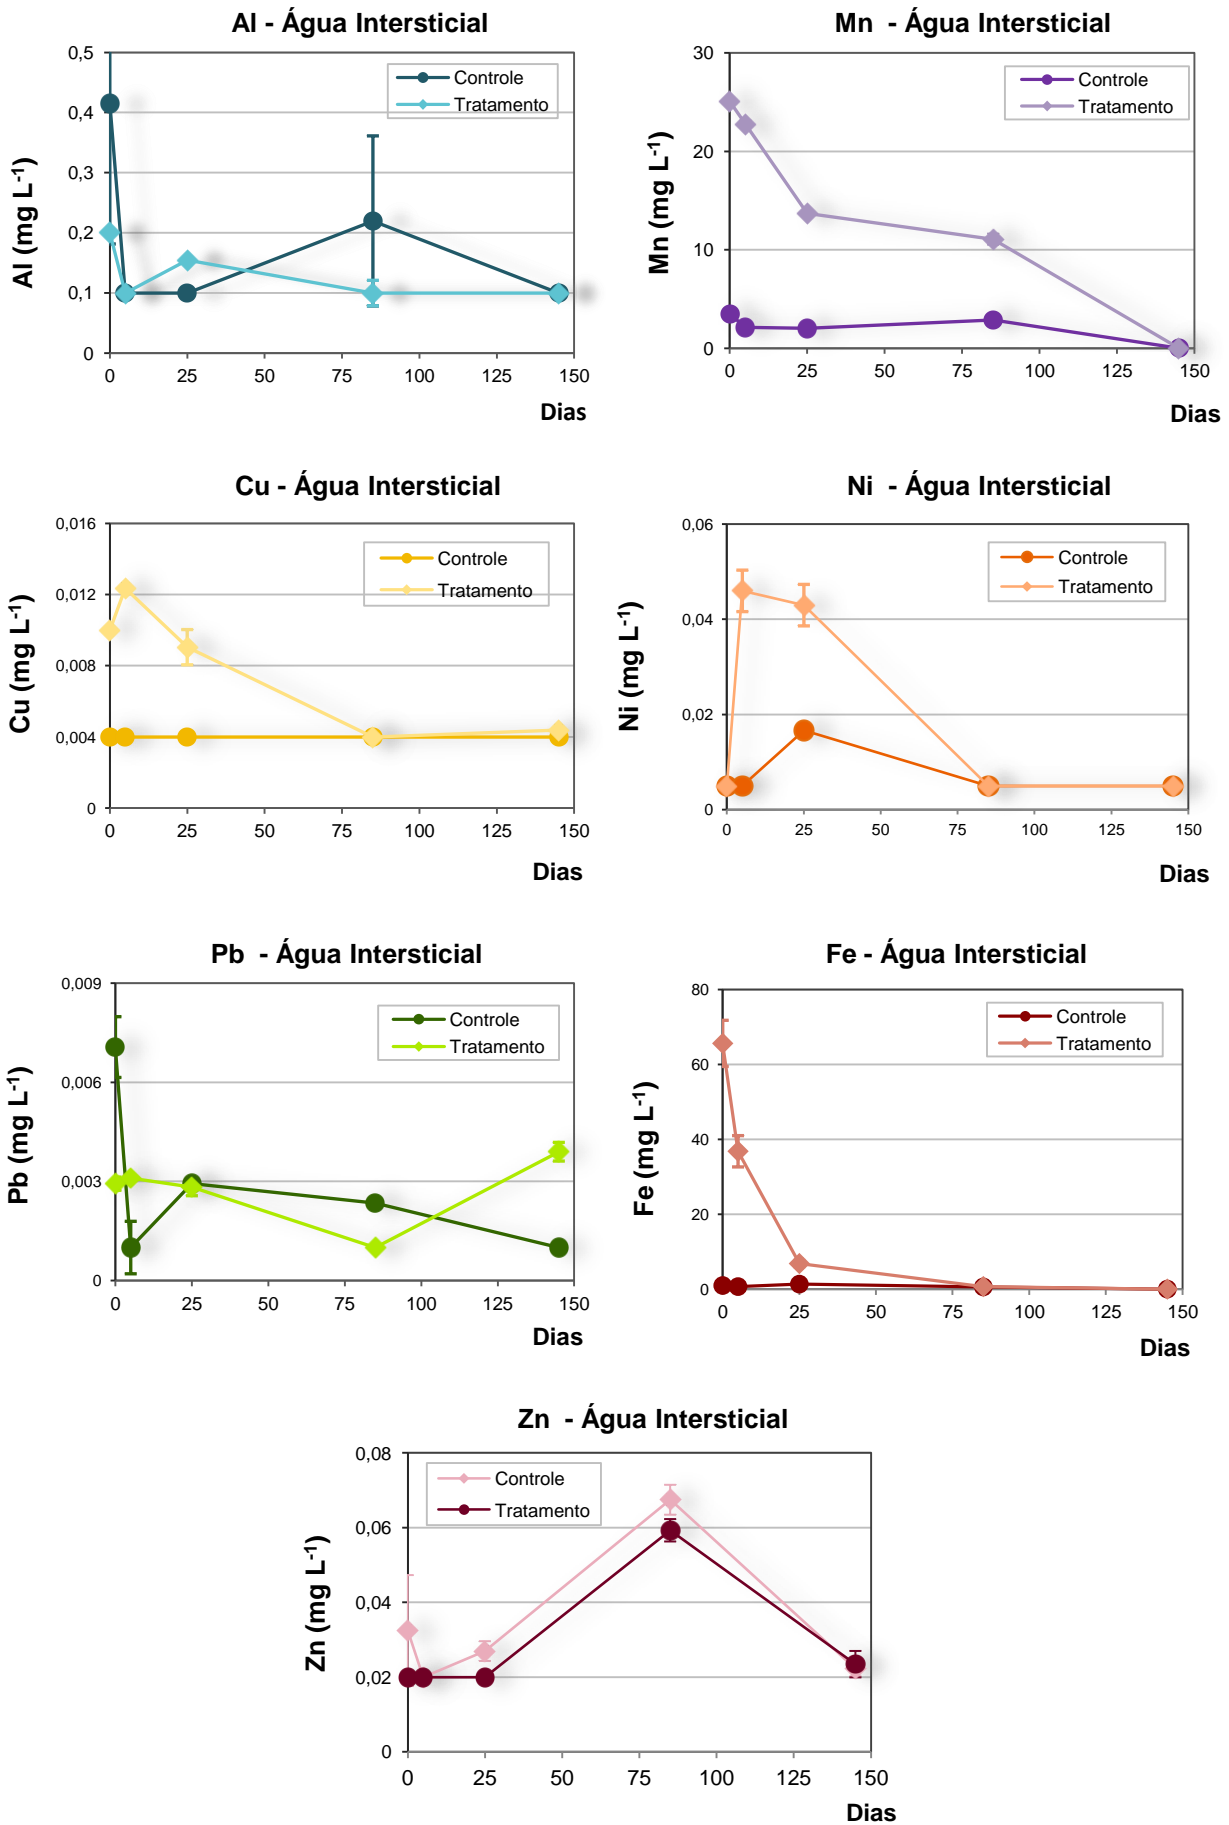 Al - Água Intersticial
0,5
0,4
0,3
0,2
0,1
0
Al (mg L-1)
Controle
Tratamento
0 25 50 75 100 125 150
Dias
Mn - Água Intersticial
30
20
10
0
Mn (mg L-1)
Controle
Tratamento
0 25 50 75 100 125 150
Dias
Cu - Água Intersticial
0,016
0,012
0,008
0,004
0
Cu (mg L-1)
Controle
Tratamento
0 25 50 75 100 125 150
Dias
Ni - Água Intersticial
0,06
0,04
0,02
0
Ni (mg L-1)
Controle
Tratamento
0 25 50 75 100 125 150
Dias
Pb - Água Intersticial
0,009
0,006
0,003
0
Pb (mg L-1)
Controle
Tratamento
0 25 50 75 100 125 150
Dias
Fe - Água Intersticial
80
60
40
20
0
Fe (mg L-1)
Controle
Tratamento
0 25 50 75 100 125 150
Dias
Zn - Água Intersticial
0,08
0,06
0,04
0,02
0
Zn (mg L-1)
Controle
Tratamento
0 25 50 75 100 125 150
Dias